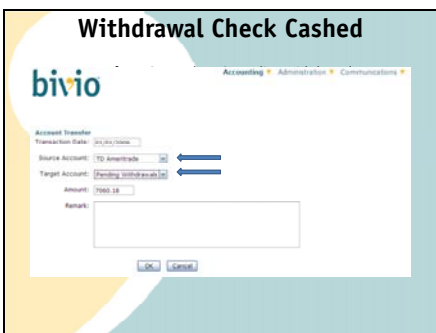 Withdrawal Check Cashed
bivio
Accounting Administration Communications
Account Transfer
Transaction Date:
Source Account: TD Ameritrade
Target Account: Pending Withdrawals
Amount: 7060.18
Remark:
OK Cancel